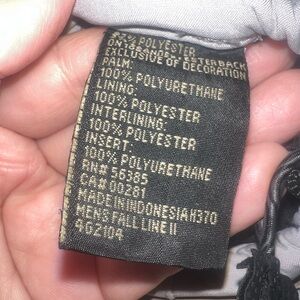 POLYESTER
EXCLUSIVE OF DECORATION
PALM:
100% POLYURETHANE
LINING:
100% POLYESTER
INTERLINING:
100% POLYESTER
INSERT:
100% POLYURETHANE
RN# 56385
CA# 00281
MADE IN INDONESIA H370
MENS FALL LINE II
4G2104